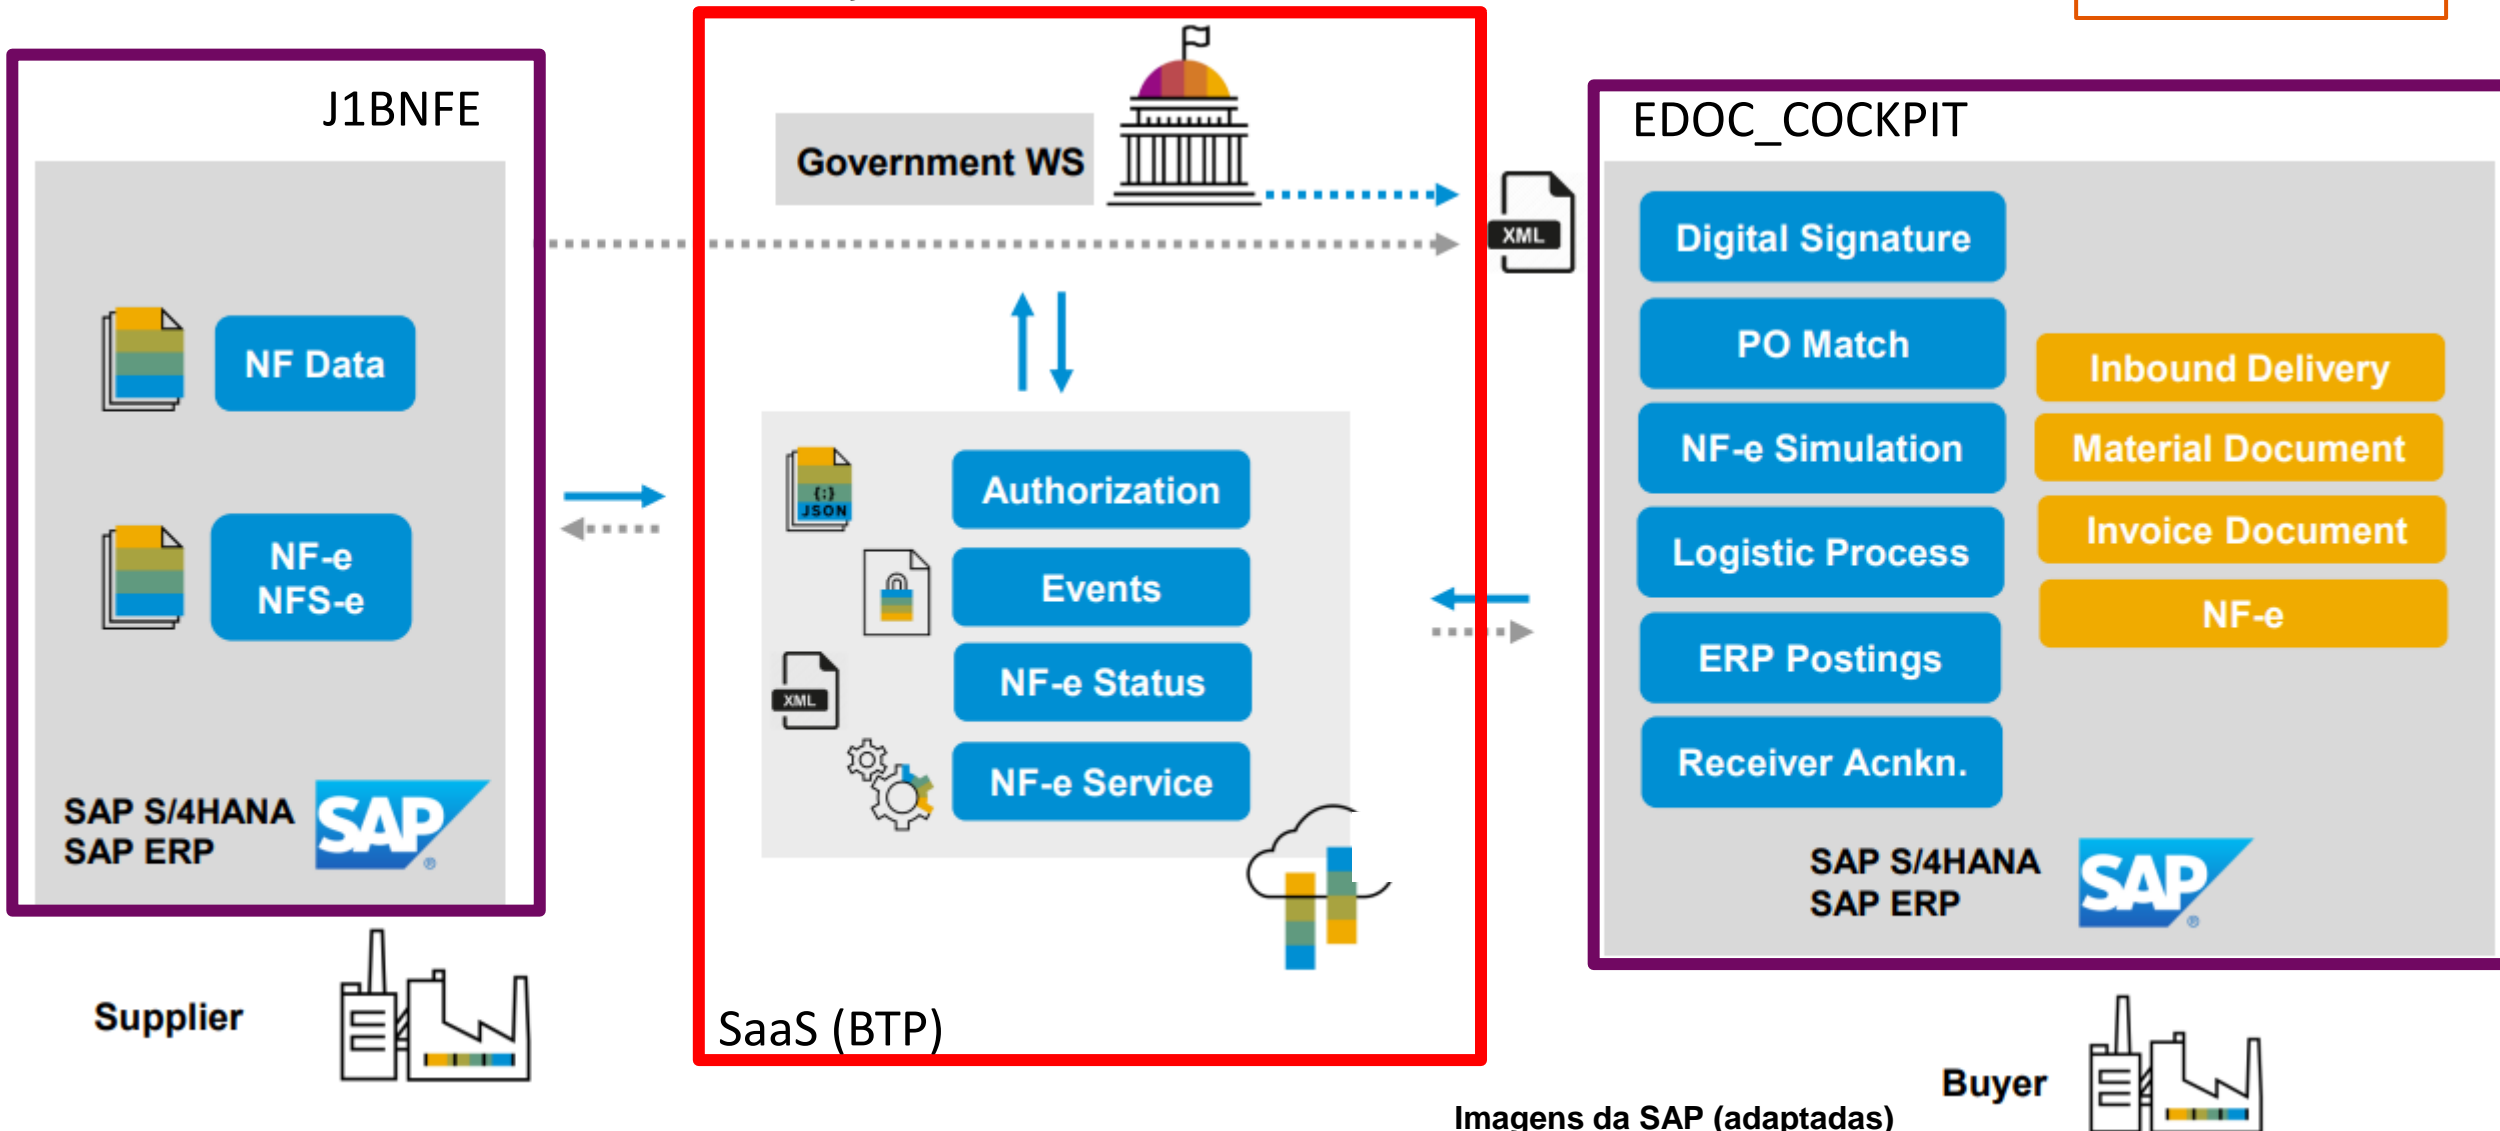 J1BNFE
NF Data
NF-e
NFS-e
SAP S/4HANA
SAP ERP
SAP
®
Supplier
Government WS
XML
{:}
JSON
Authorization
Events
NF-e Status
XML
NF-e Service
SaaS (BTP)
EDOC_COCKPIT
Digital Signature
PO Match
NF-e Simulation
Logistic Process
ERP Postings
Receiver Acnkn.
Inbound Delivery
Material Document
Invoice Document
NF-e
SAP S/4HANA
SAP ERP
SAP
®
Buyer
Imagens da SAP (adaptadas)